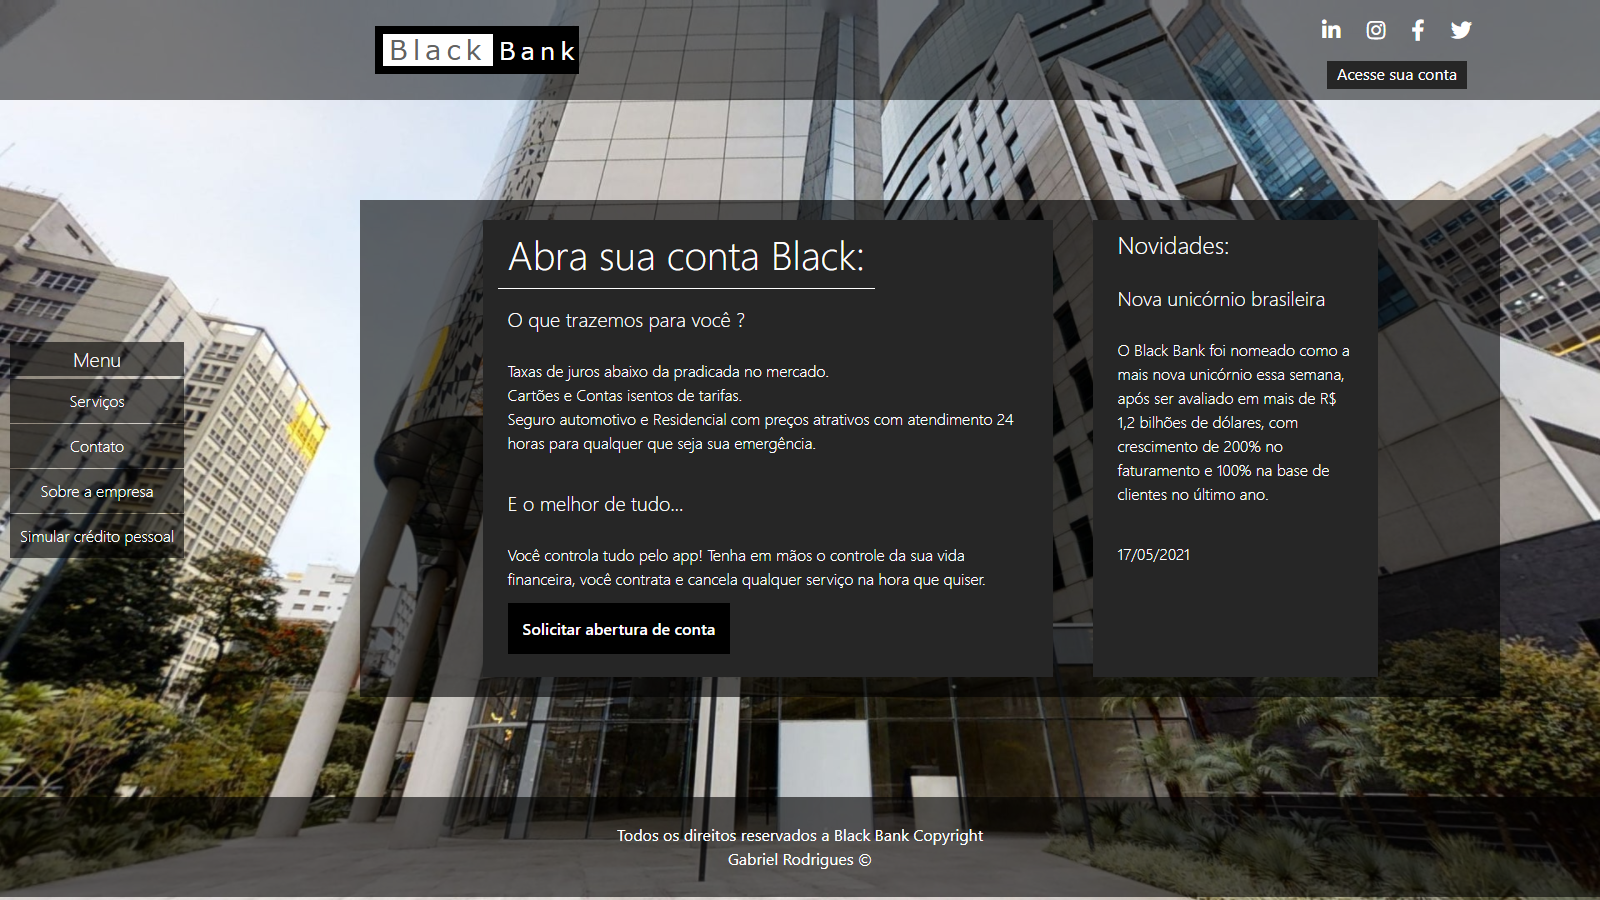 Black Bank
Acesse sua conta
Menu
Serviços
Contato
Sobre a empresa
Simular crédito pessoal
Abra sua conta Black:
O que trazemos para você ?
Taxas de juros abaixo da pradicada no mercado.
Cartões e Contas isentos de tarifas.
Seguro automotivo e Residencial com preços atrativos com atendimento 24
horas para qualquer que seja sua emergência.
E o melhor de tudo...
Você controla tudo pelo app! Tenha em mãos o controle da sua vida
financeira, você contrata e cancela qualquer serviço na hora que quiser.
Solicitar abertura de conta
Novidades:
Nova unicórnio brasileira
O Black Bank foi nomeado como a
mais nova unicórnio essa semana,
após ser avaliado em mais de R$
1,2 bilhões de dólares, com
crescimento de 200% no
faturamento e 100% na base de
clientes no último ano.
17/05/2021
Todos os direitos reservados a Black Bank Copyright
Gabriel Rodrigues ©